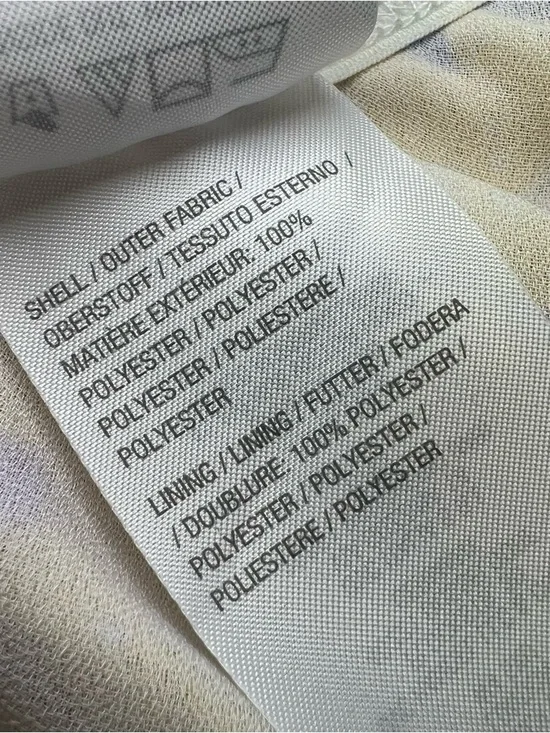 SHELL / OUTER FABRIC /
OBERSTOFF / TESSUTO ESTERNO /
MATIÈRE EXTÉRIEUR: 100%
POLYESTER / POLYESTER /
POLYESTER / POLIESTERE /
POLYESTER
LINING / LINING / FUTTER / FODERA
/ DOUBLURE: 100% POLYESTER /
POLYESTER / POLYESTER /
POLIESTERE / POLYESTER